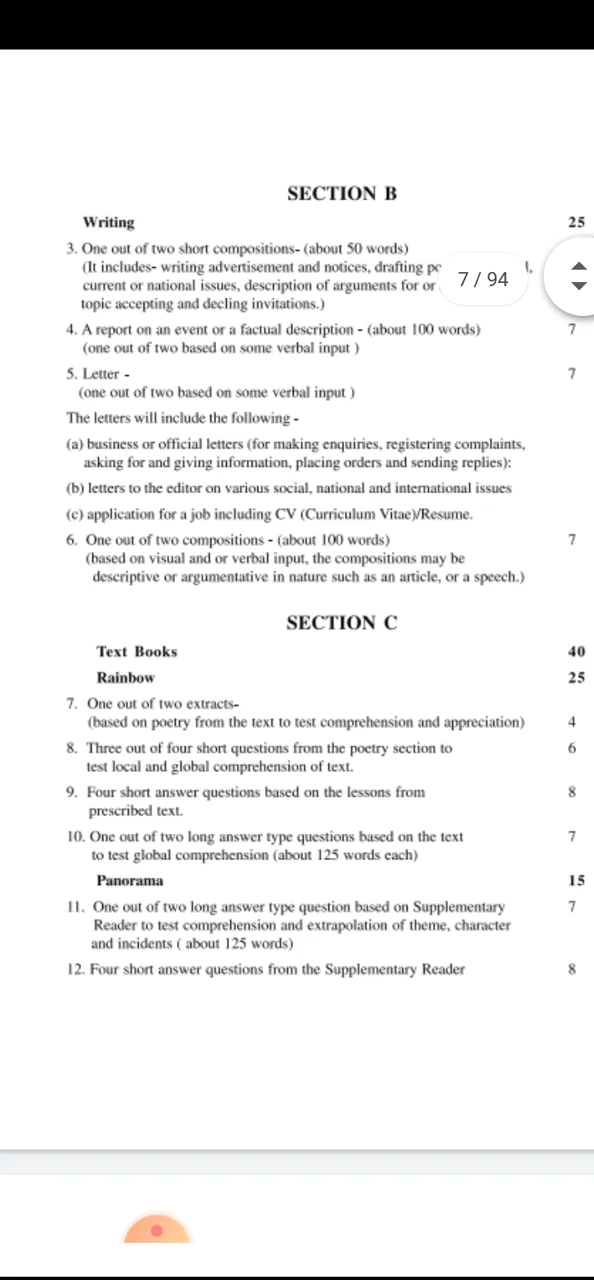 SECTION B
Writing 25
3. One out of two short compositions- (about 50 words)
(It includes- writing advertisement and notices, drafting
7 / 94
current or national issues, description of arguments for or
topic accepting and decling invitations.)
4. A report on an event or a factual description - (about 100 words) 7
(one out of two based on some verbal input )
5. Letter - 7
(one out of two based on some verbal input )
The letters will include the following -
(a) business or official letters (for making enquiries, registering complaints,
asking for and giving information, placing orders and sending replies):
(b) letters to the editor on various social, national and international issues
(c) application for a job including CV (Curriculum Vitae)/Resume.
6. One out of two compositions - (about 100 words) 7
(based on visual and or verbal input, the compositions may be
descriptive or argumentative in nature such as an article, or a speech.)
SECTION C
Text Books 40
Rainbow 25
7. One out of two extracts-
(based on poetry from the text to test comprehension and appreciation) 4
8. Three out of four short questions from the poetry section to 6
test local and global comprehension of text.
9. Four short answer questions based on the lessons from 8
prescribed text.
10. One out of two long answer type questions based on the text 7
to test global comprehension (about 125 words each)
Panorama 15
11. One out of two long answer type question based on Supplementary 7
Reader to test comprehension and extrapolation of theme, character
and incidents ( about 125 words)
12. Four short answer questions from the Supplementary Reader 8